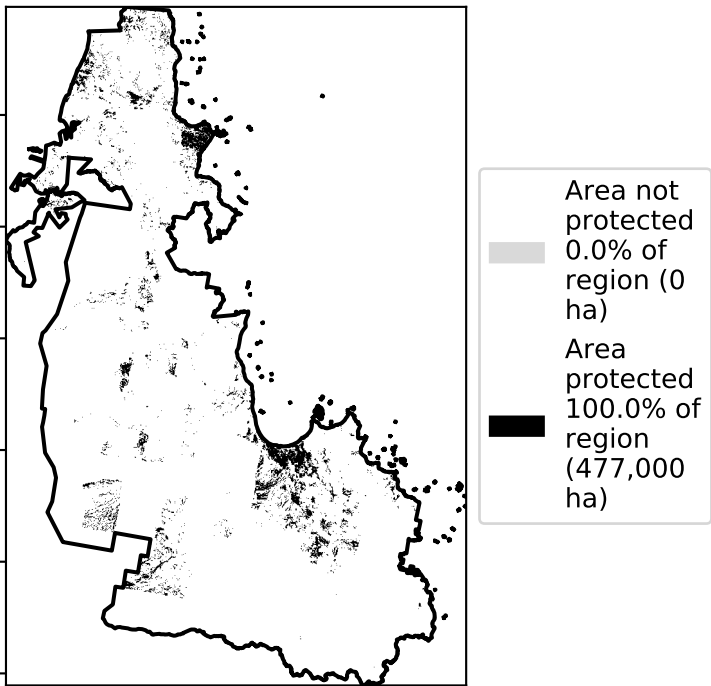 Area not
protected
0.0% of
region (0
ha)
Area
protected
100.0% of
region
(477,000
ha)